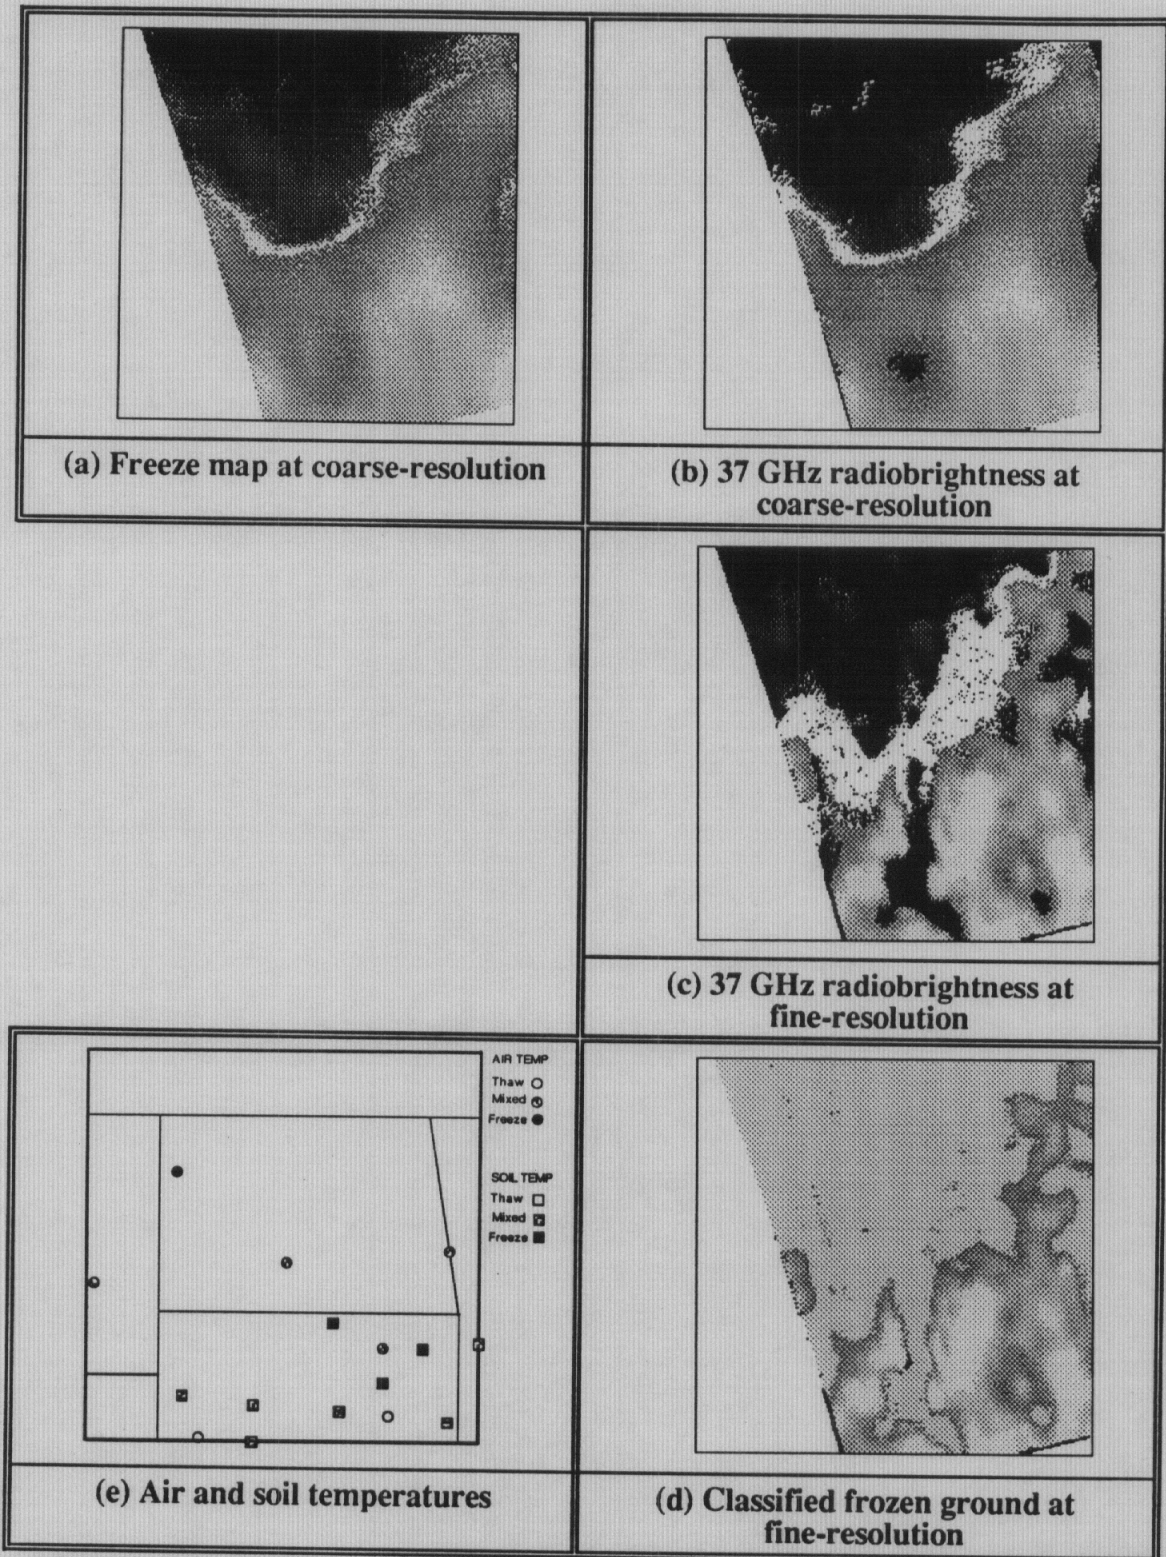 (a) Freeze map at coarse-resolution
(b) 37 GHz radiobrightness at
coarse-resolution
(c) 37 GHz radiobrightness at
fine-resolution
AIR TEMP
Thaw
Mixed
Freeze
SOIL TEMP
Thaw
Mixed
Freeze
(e) Air and soil temperatures
(d) Classified frozen ground at
fine-resolution